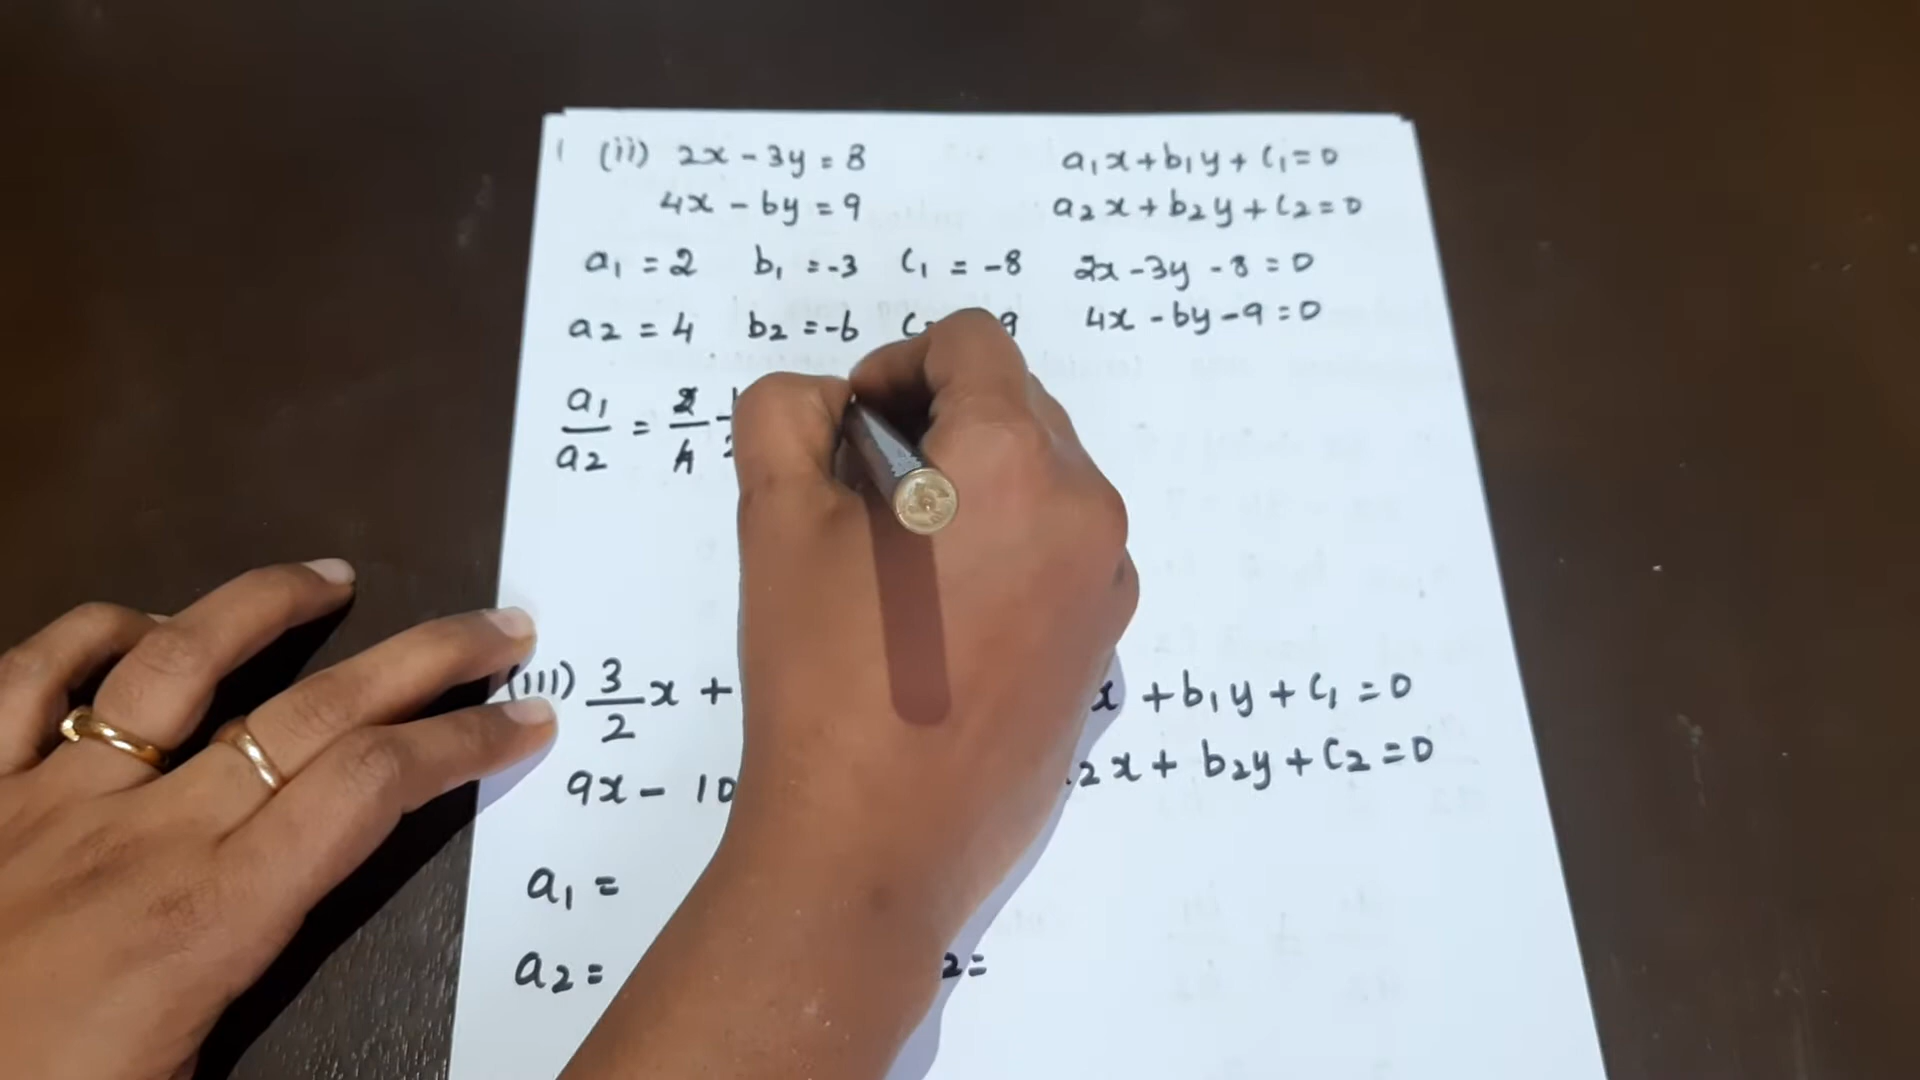 (ii) 2x - 3y = 8
4x - 6y = 9
a1x + b1y + c1 = 0
a2x + b2y + c2 = 0
a1 = 2 b1 = -3 c1 = -8
2x - 3y - 8 = 0
a2 = 4 b2 = -6 9
4x - 6y - 9 = 0
a1/a2 = 2/4
(iii) 3/2 x +
x + b1y + c1 = 0
9x - 10
2x + b2y + c2 = 0
a1 =
a2 = 2 =